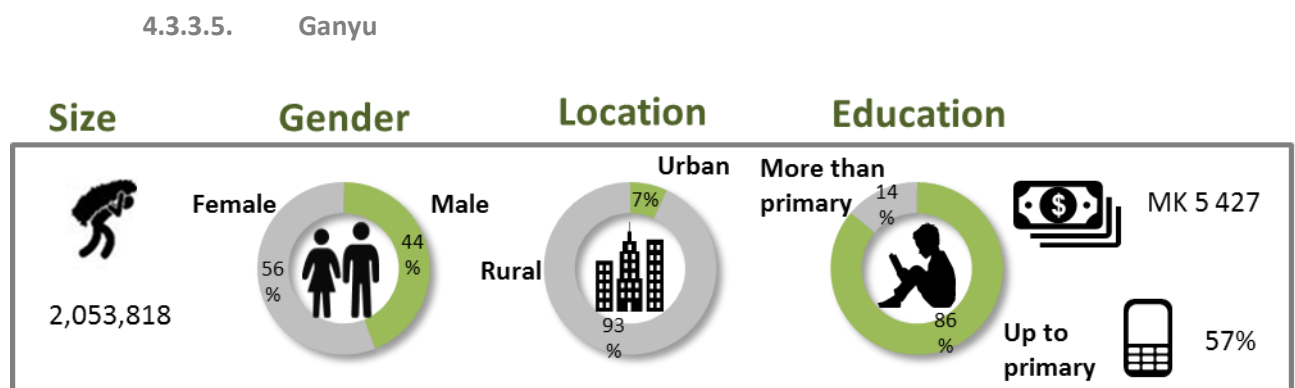 4.3.3.5. Ganyu
Size Gender Location Education
2,053,818
Female
Male
44
%
56
%
Urban
7%
Rural
93
%
More than
primary
14
%
86
%
Up to
primary
$
MK 5 427
57%